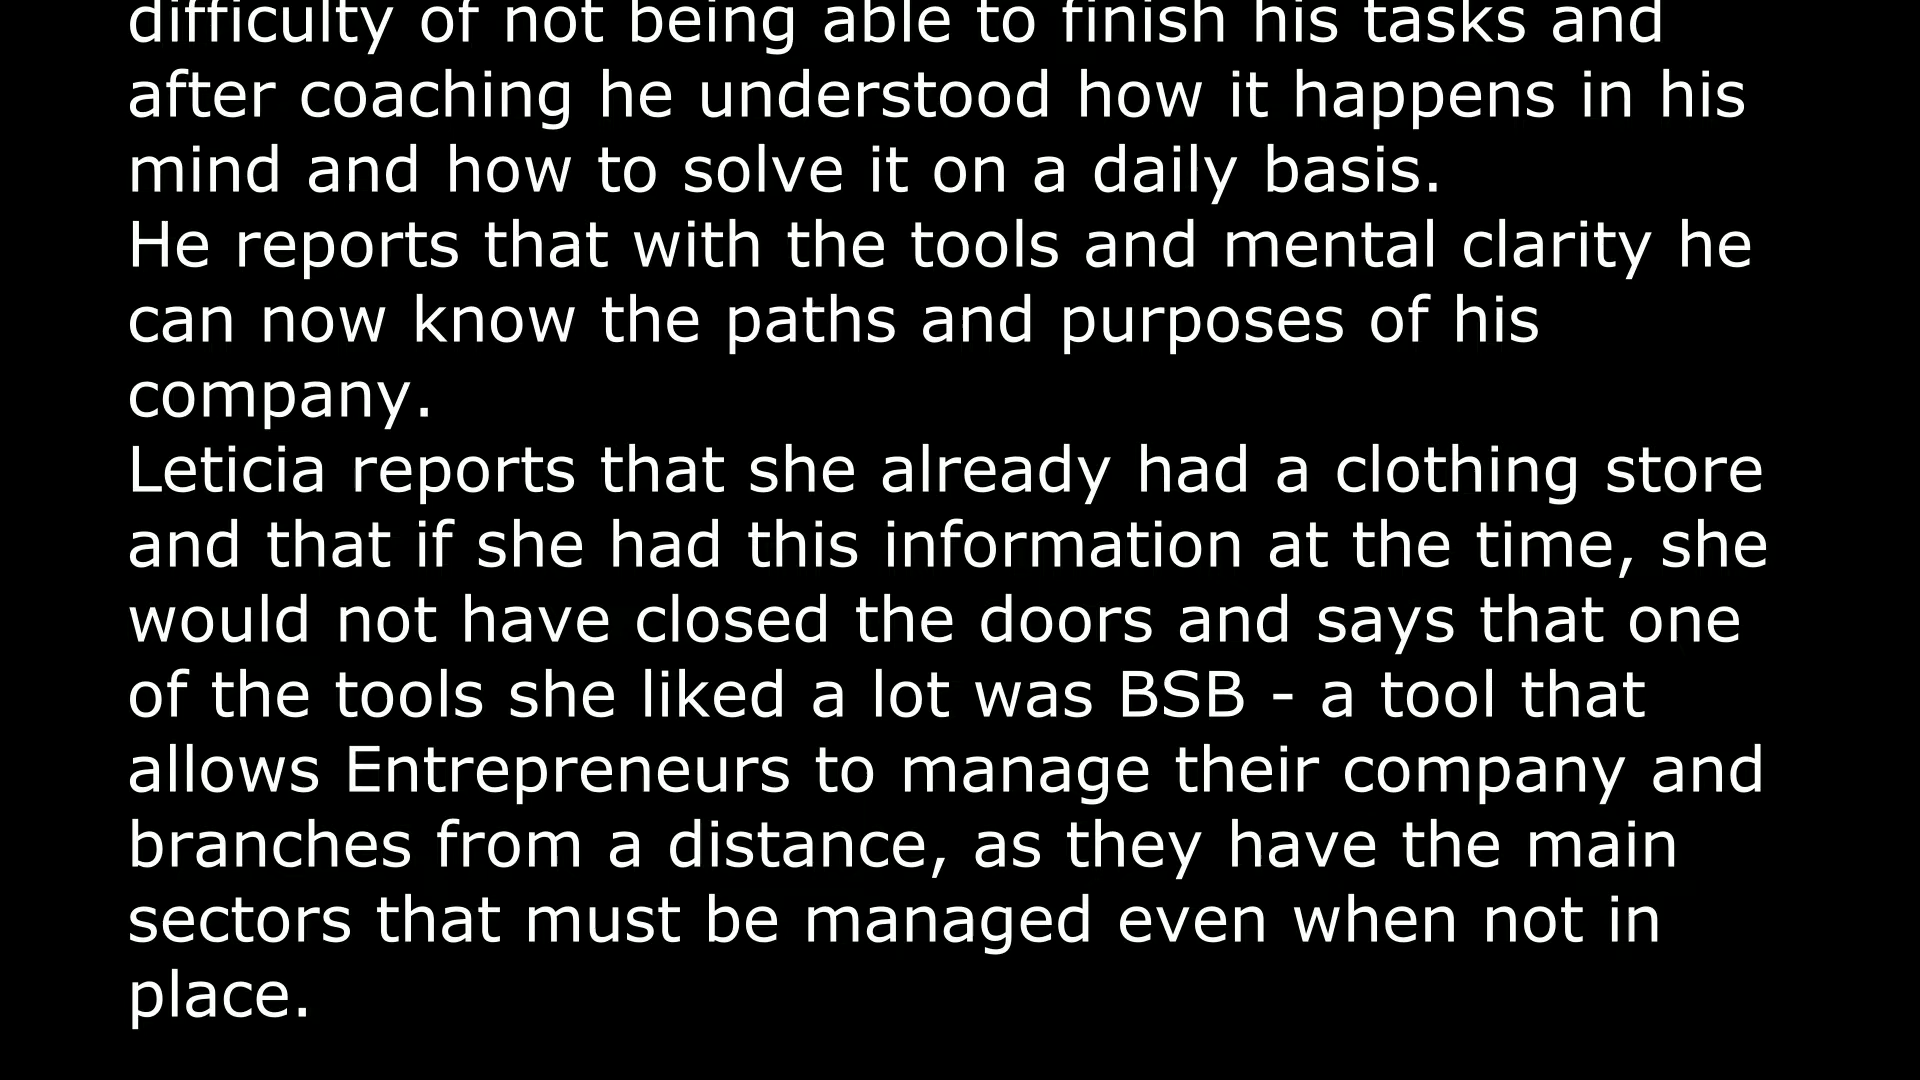 difficulty of not being able to finish his tasks and
after coaching he understood how it happens in his
mind and how to solve it on a daily basis.
He reports that with the tools and mental clarity he
can now know the paths and purposes of his
company.
Leticia reports that she already had a clothing store
and that if she had this information at the time, she
would not have closed the doors and says that one
of the tools she liked a lot was BSB - a tool that
allows Entrepreneurs to manage their company and
branches from a distance, as they have the main
sectors that must be managed even when not in
place.